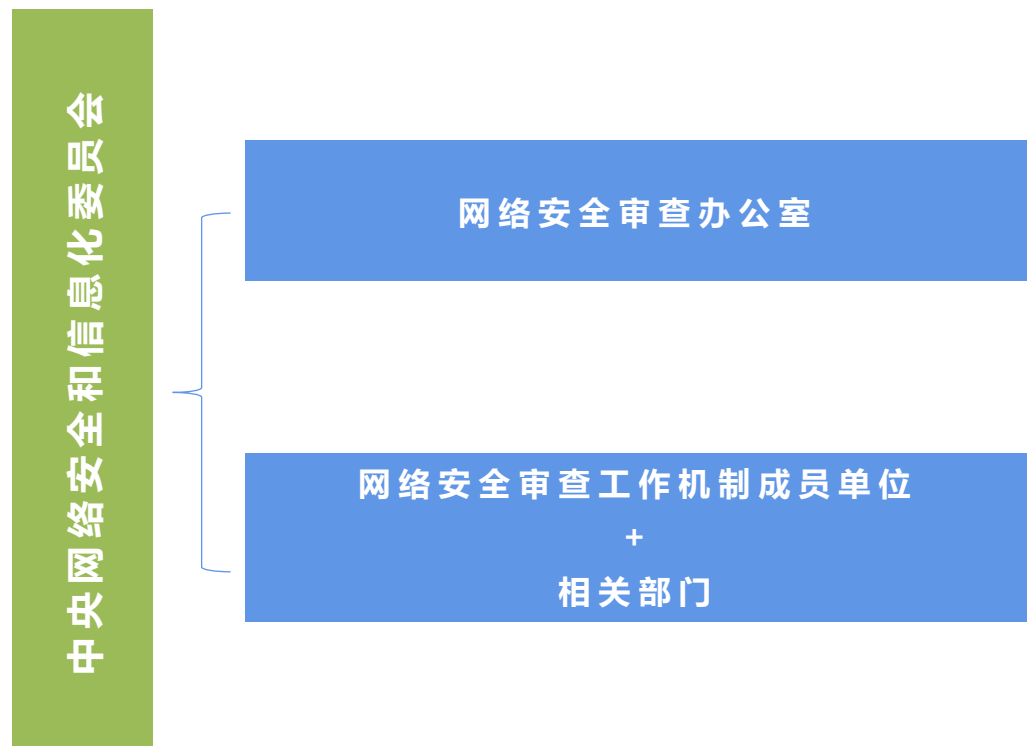 中央网络安全和信息化委员会
网络安全审查办公室
网络安全审查工作机制成员单位
+
相关部门